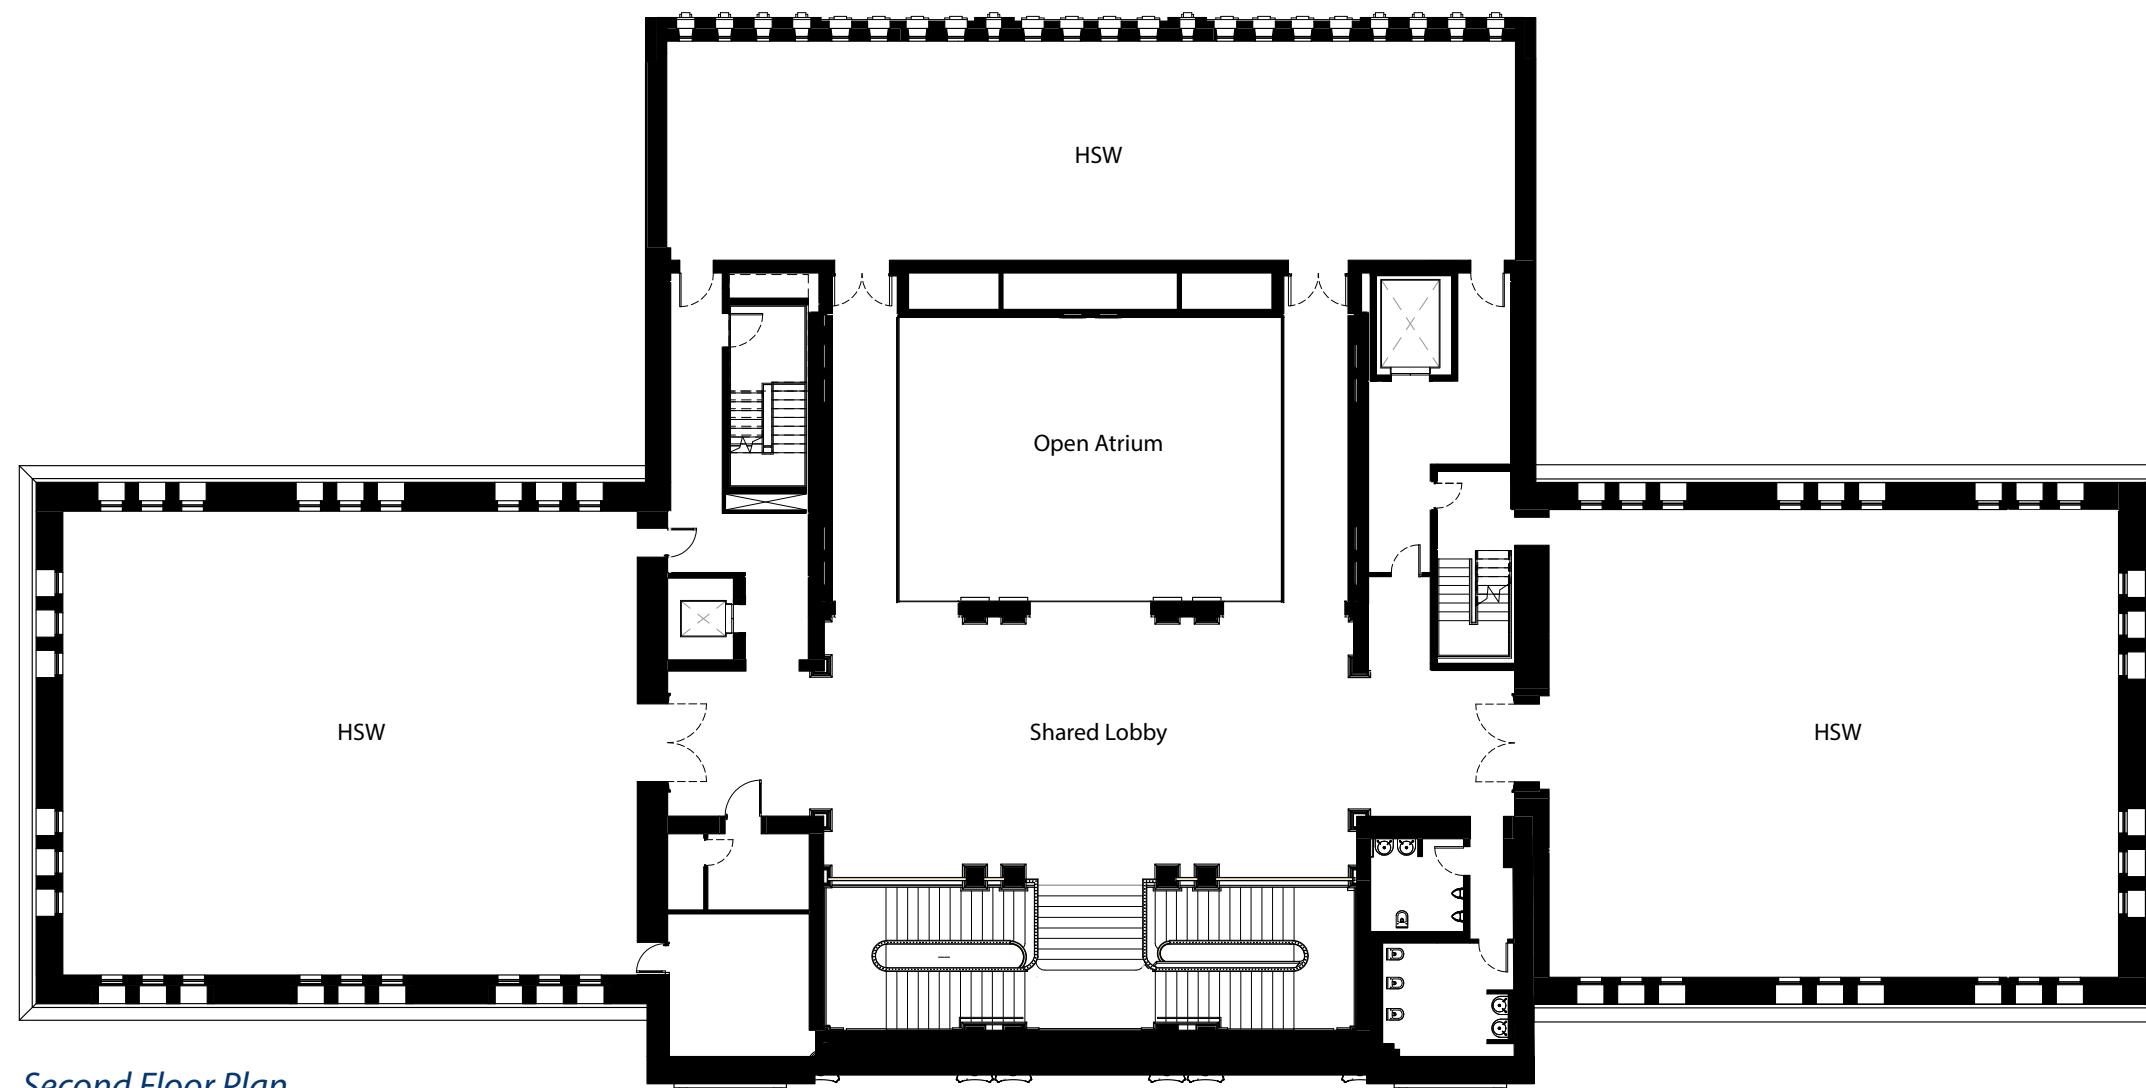 HSW
Open Atrium
HSW
Shared Lobby
HSW
Second Floor Plan